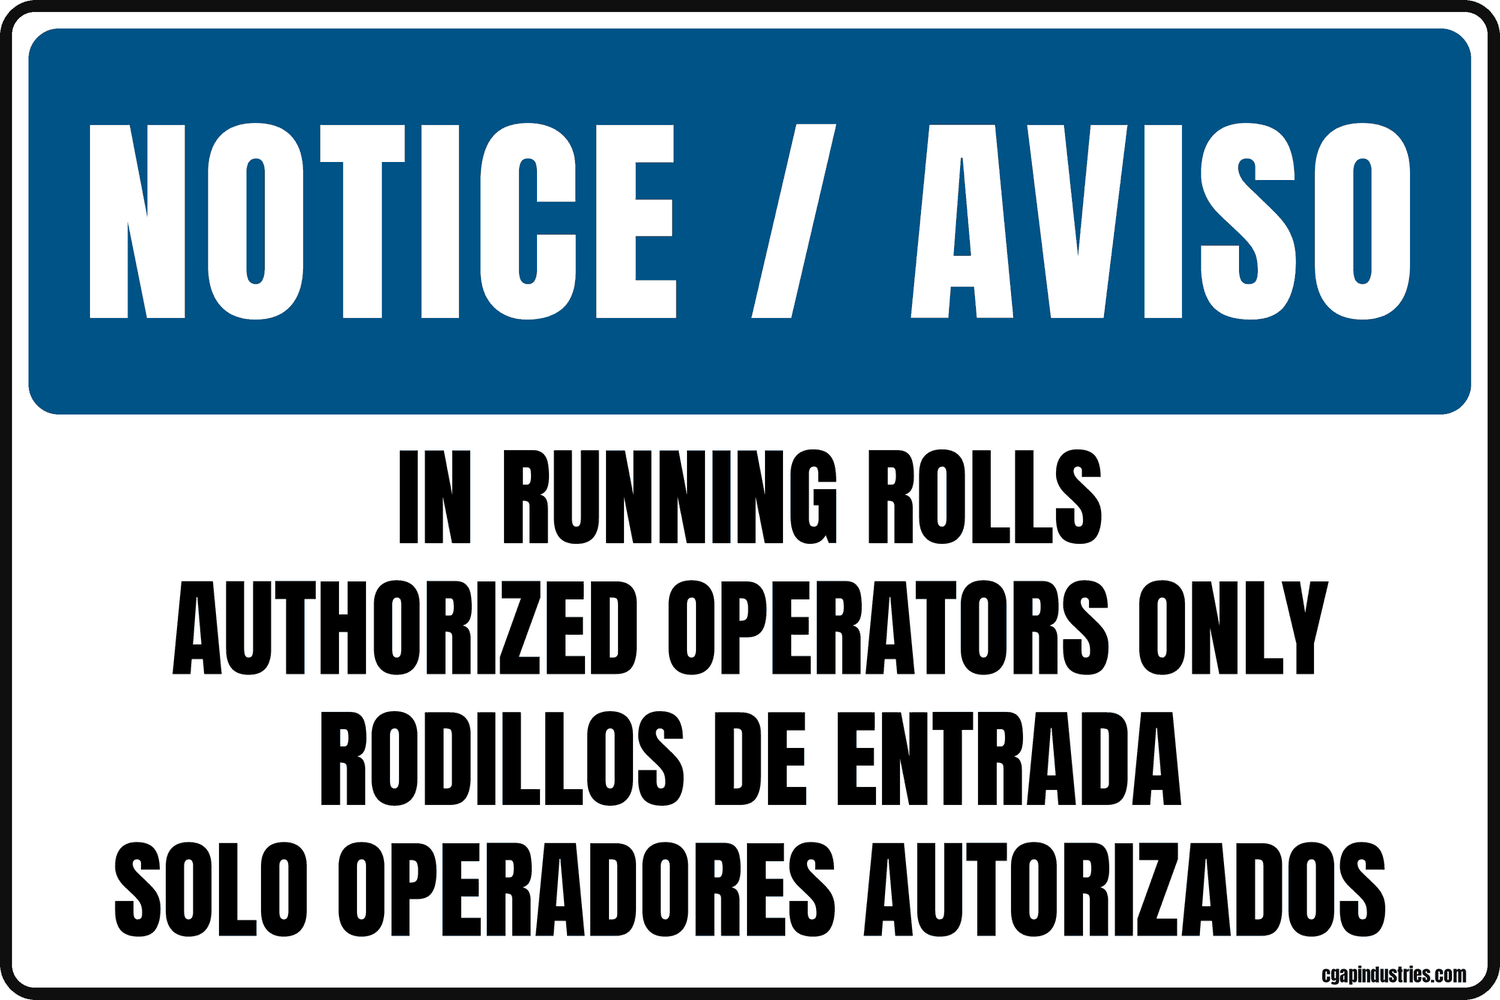 NOTICE / AVISO
IN RUNNING ROLLS
AUTHORIZED OPERATORS ONLY
RODILLOS DE ENTRADA
SOLO OPERADORES AUTORIZADOS
cgapindustries.com